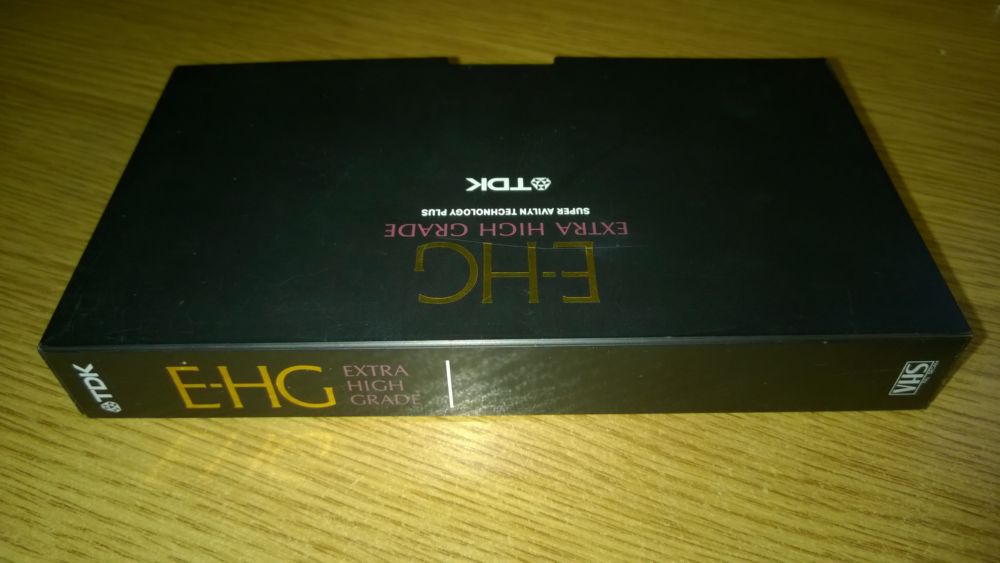 TDK
SUPER AVILYN TECHNOLOGY PLUS
EXTRA HIGH GRADE
E-HG
TDK
E-HG
EXTRA
HIGH
GRADE
VHS